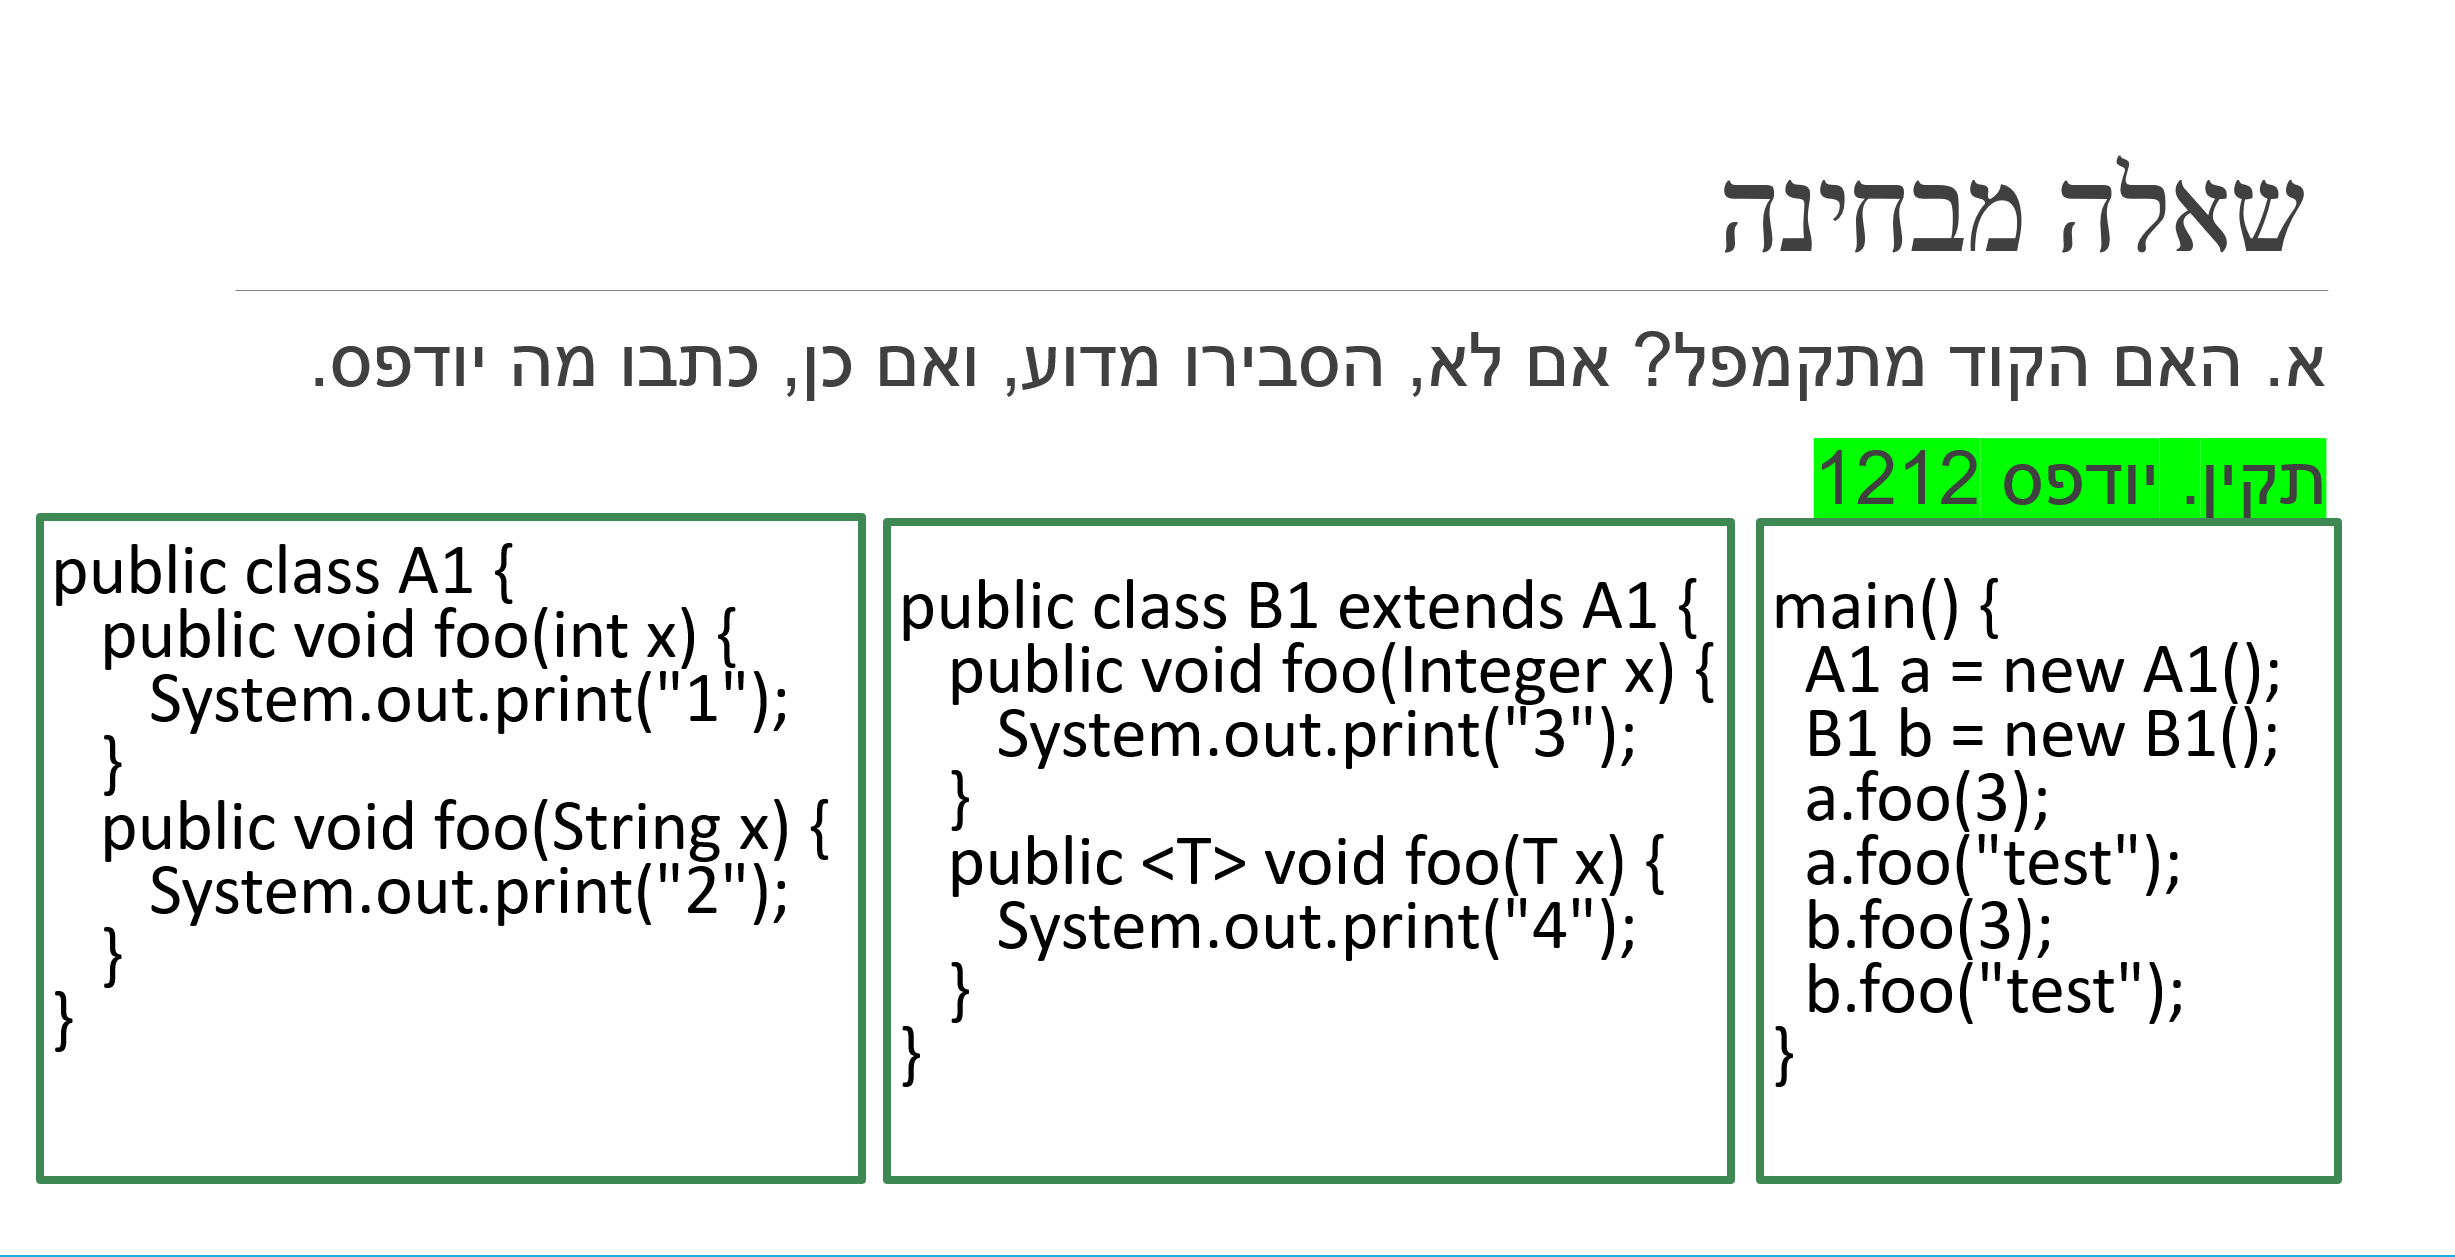 שאלה מבחינה
א. האם הקוד מתקמפל? אם לא, הסבירו מדוע, ואם כן, כתבו מה יודפס.
תקין. יודפס 1212
public class A1 {
public void foo(int x) {
System.out.print("1");
}
public void foo(String x) {
System.out.print("2");
}
}
public class B1 extends A1 {
public void foo(Integer x) {
System.out.print("3");
}
public <T> void foo(T x) {
System.out.print("4");
}
}
main() {
A1 a = new A1();
B1 b = new B1();
a.foo(3);
a.foo("test");
b.foo(3);
b.foo("test");
}